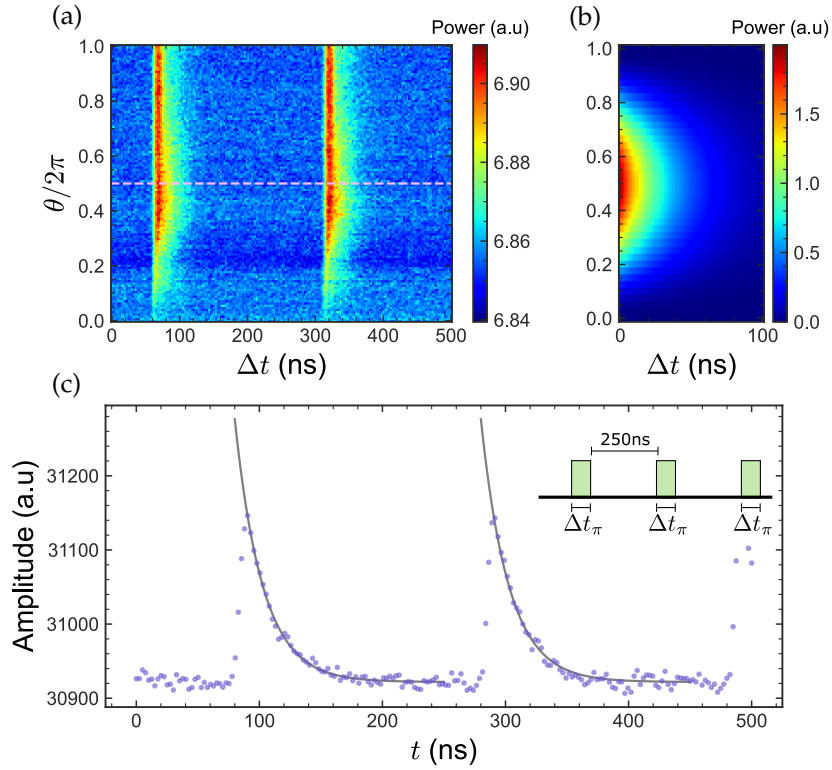 (a)
Power (a.u)
(b)
Power (a.u)
1.0
0.8
0.6
0.4
0.2
0.0
θ/2π
0
100
200
300
400
500
Δt (ns)
6.90
6.88
6.86
6.84
1.0
0.8
0.6
0.4
0.2
0.0
0
100
Δt (ns)
1.5
1.0
0.5
0.0
(c)
31200
31100
31000
30900
Amplitude (a.u)
250ns
Δtπ
Δtπ
Δtπ
0
100
200
300
400
500
t (ns)